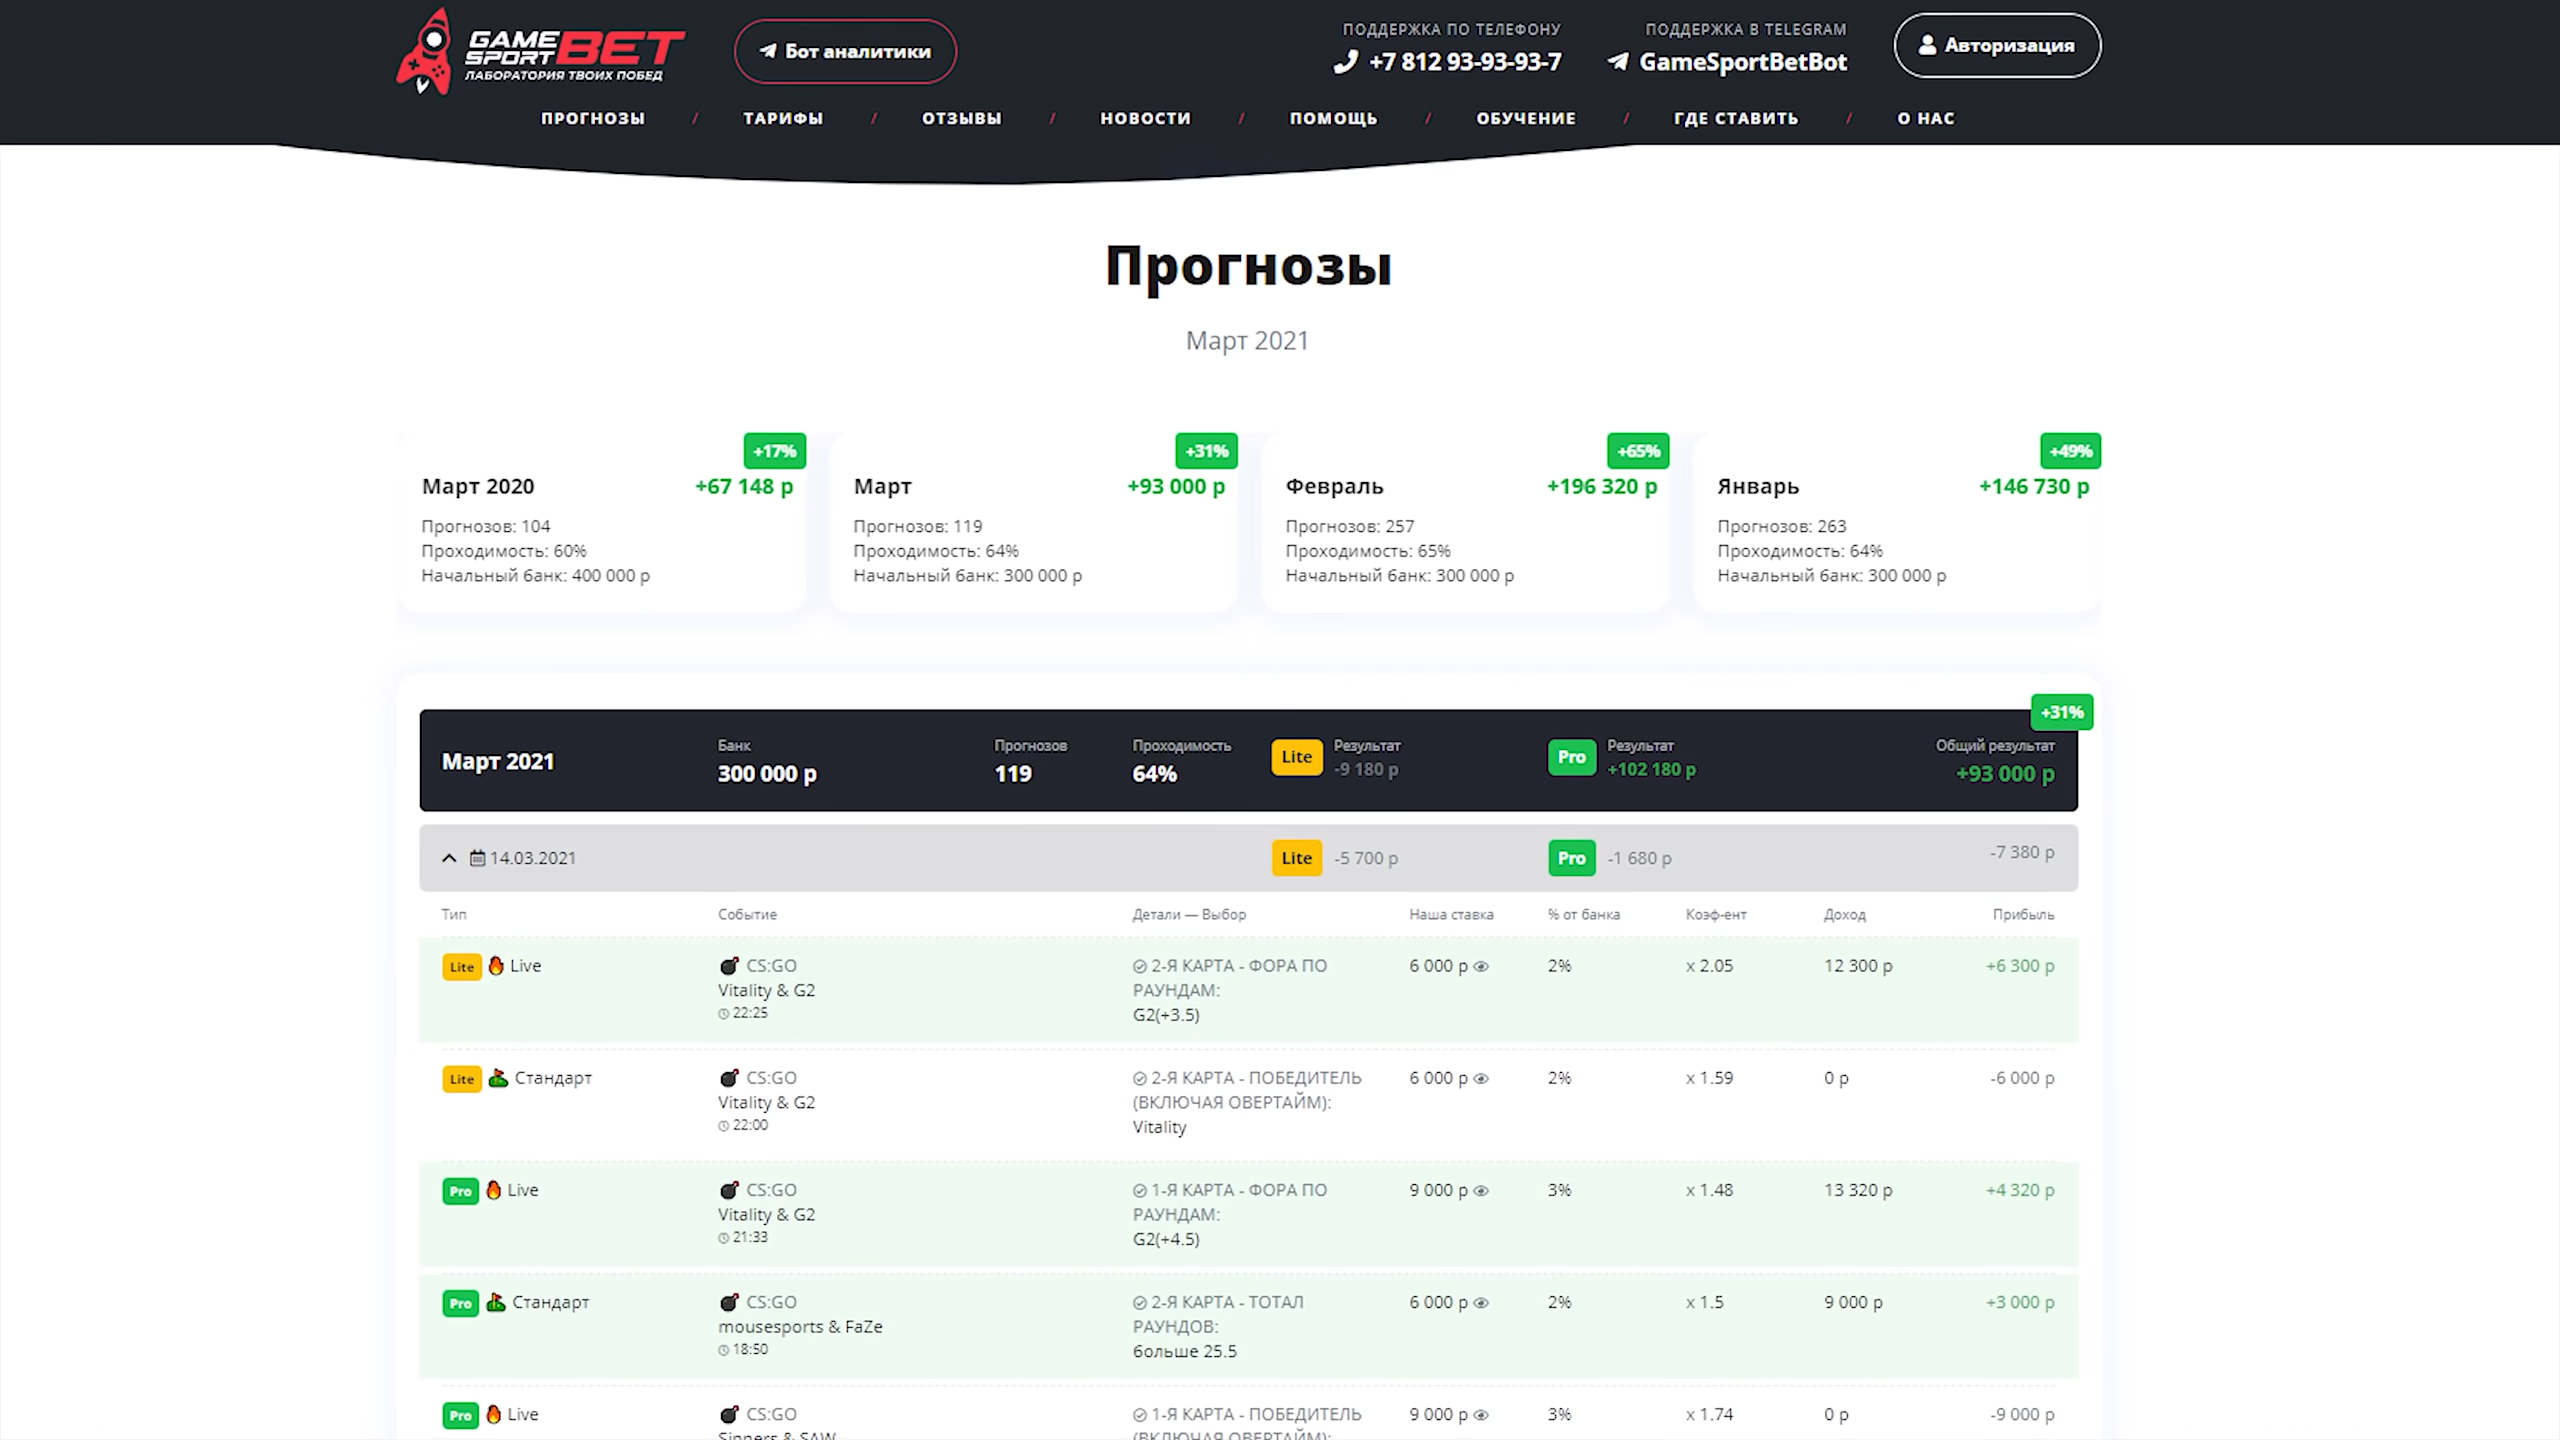 GAME SPORT BET
ЛАБОРАТОРИЯ ТВОИХ ПОБЕД
Бот аналитики
ПОДДЕРЖКА ПО ТЕЛЕФОНУ
+7 812 93-93-93-7
ПОДДЕРЖКА В TELEGRAM
GameSportBetBot
Авторизация
ПРОГНОЗЫ / ТАРИФЫ / ОТЗЫВЫ / НОВОСТИ / ПОМОЩЬ / ОБУЧЕНИЕ / ГДЕ СТАВИТЬ / О НАС
Прогнозы
Март 2021
+17%
Март 2020 +67 148 р
Прогнозов: 104
Проходимость: 60%
Начальный банк: 400 000 р
+31%
Март +93 000 р
Прогнозов: 119
Проходимость: 64%
Начальный банк: 300 000 р
+65%
Февраль +196 320 р
Прогнозов: 257
Проходимость: 65%
Начальный банк: 300 000 р
+49%
Январь +146 730 р
Прогнозов: 263
Проходимость: 64%
Начальный банк: 300 000 р
+31%
Банк Прогнозов Проходимость Результат Результат Общий результат
Март 2021 300 000 р 119 64% Lite -9 180 р Pro +102 180 р +93 000 р
14.03.2021 Lite -5 700 р Pro -1 680 р -7 380 р
Тип Событие Детали — Выбор Наша ставка % от банка Коэф-ент Доход Прибыль
Lite Live CS:GO 2-Я КАРТА - ФОРА ПО 6 000 р 2% x 2.05 12 300 р +6 300 р
Vitality & G2 РАУНДАМ:
22:25 G2(+3.5)
Lite Стандарт CS:GO 2-Я КАРТА - ПОБЕДИТЕЛЬ 6 000 р 2% x 1.59 0 р -6 000 р
Vitality & G2 (ВКЛЮЧАЯ ОВЕРТАЙМ):
22:00 Vitality
Pro Live CS:GO 1-Я КАРТА - ФОРА ПО 9 000 р 3% x 1.48 13 320 р +4 320 р
Vitality & G2 РАУНДАМ:
21:33 G2(+4.5)
Pro Стандарт CS:GO 2-Я КАРТА - ТОТАЛ 6 000 р 2% x 1.5 9 000 р +3 000 р
mousesports & FaZe РАУНДОВ:
18:50 больше 25.5
Pro Live CS:GO 1-Я КАРТА - ПОБЕДИТЕЛЬ 9 000 р 3% x 1.74 0 р -9 000 р
Sinners & SAW (ВКЛЮЧАЯ ОВЕРТАЙМ):